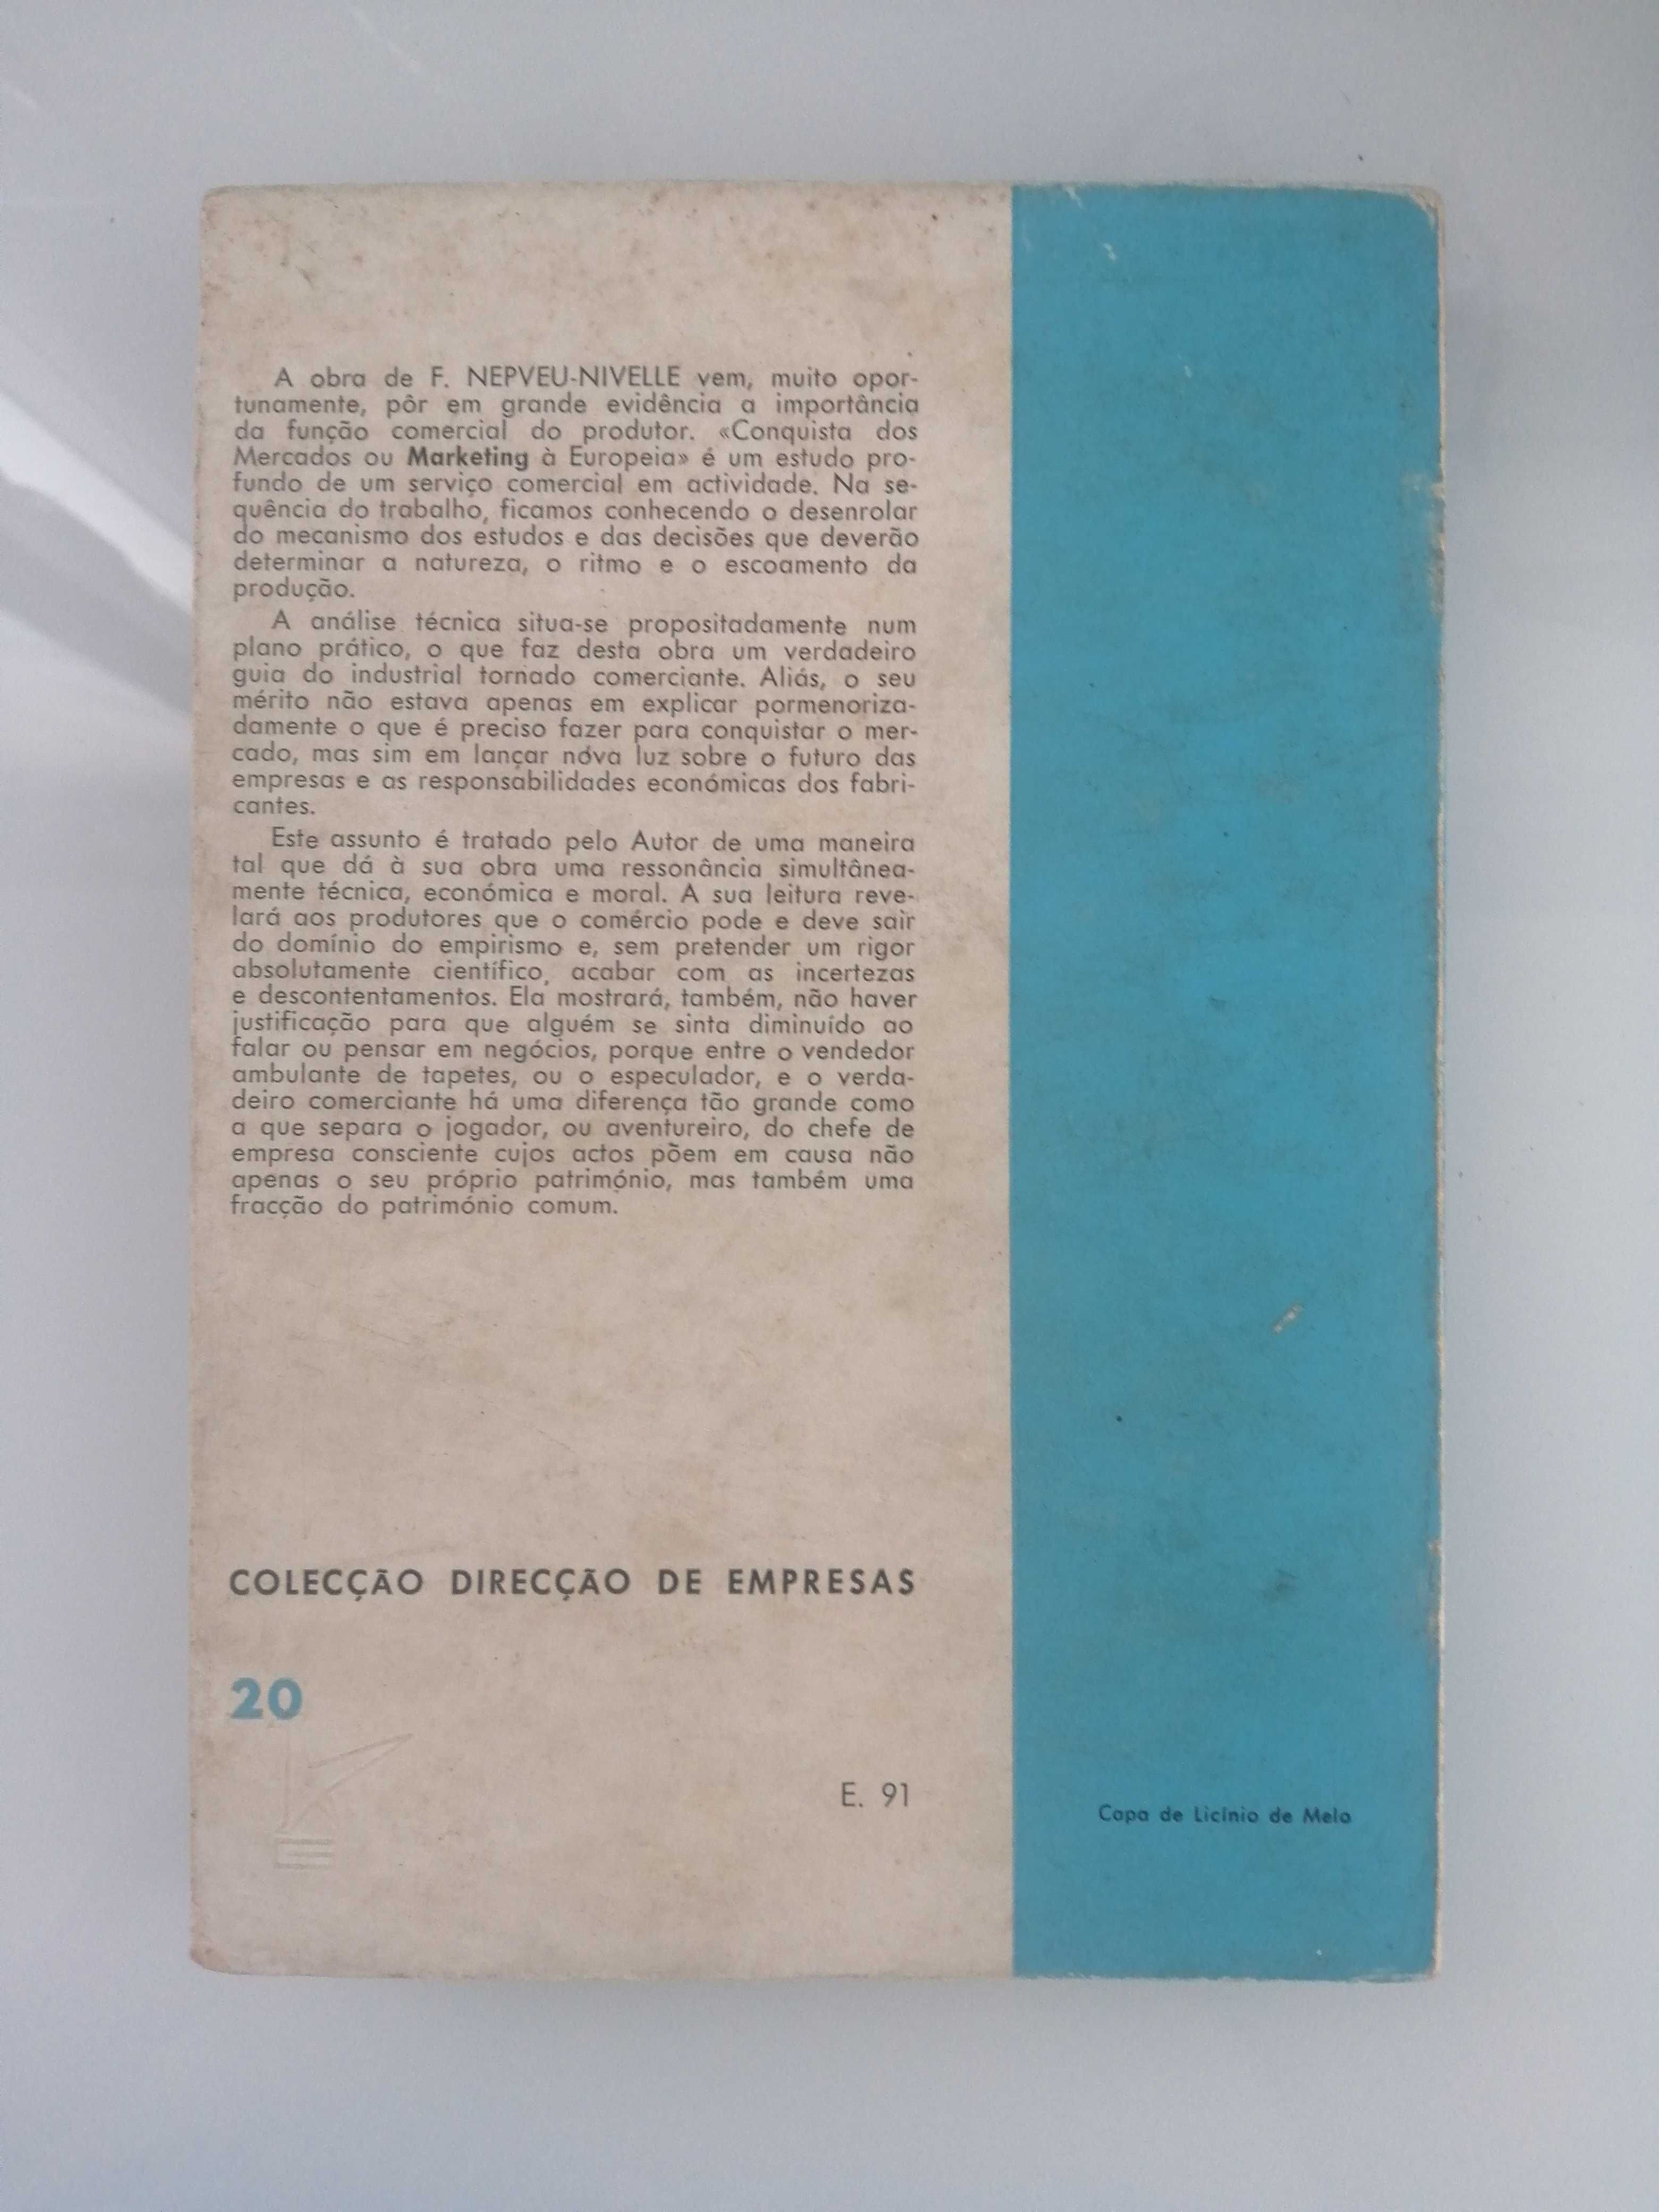 A obra de F. NEPVEU-NIVELLE vem, muito opor-
tunamente, pôr em grande evidência a importância
da função comercial do produtor. «Conquista dos
Mercados ou Marketing à Europeia» é um estudo pro-
fundo de um serviço comercial em actividade. Na se-
quência do trabalho, ficamos conhecendo o desenrolar
do mecanismo dos estudos e das decisões que deverão
determinar a natureza, o ritmo e o escoamento da
produção.
A análise técnica situa-se propositadamente num
plano prático, o que faz desta obra um verdadeiro
guia do industrial tornado comerciante. Aliás, o seu
mérito não estava apenas em explicar pormenoriza-
damente o que é preciso fazer para conquistar o mer-
cado, mas sim em lançar nova luz sobre o futuro das
empresas e as responsabilidades económicas dos fabri-
cantes.
Este assunto é tratado pelo Autor de uma maneira
tal que dá à sua obra uma ressonância simultânea-
mente técnica, económica e moral. A sua leitura reve-
lará aos produtores que o comércio pode e deve sair
do domínio do empirismo e, sem pretender um rigor
absolutamente científico, acabar com as incertezas
e descontentamentos. Ela mostrará, também, não haver
justificação para que alguém se sinta diminuído ao
falar ou pensar em negócios, porque entre o vendedor
ambulante de tapetes, ou o especulador, e o verda-
deiro comerciante há uma diferença tão grande como
a que separa o jogador, ou aventureiro, do chefe de
empresa consciente cujos actos põem em causa não
apenas o seu próprio património, mas também uma
fracção do património comum.
COLECÇÃO DIRECÇÃO DE EMPRESAS
20
E. 91
Capa de Licínio de Melo